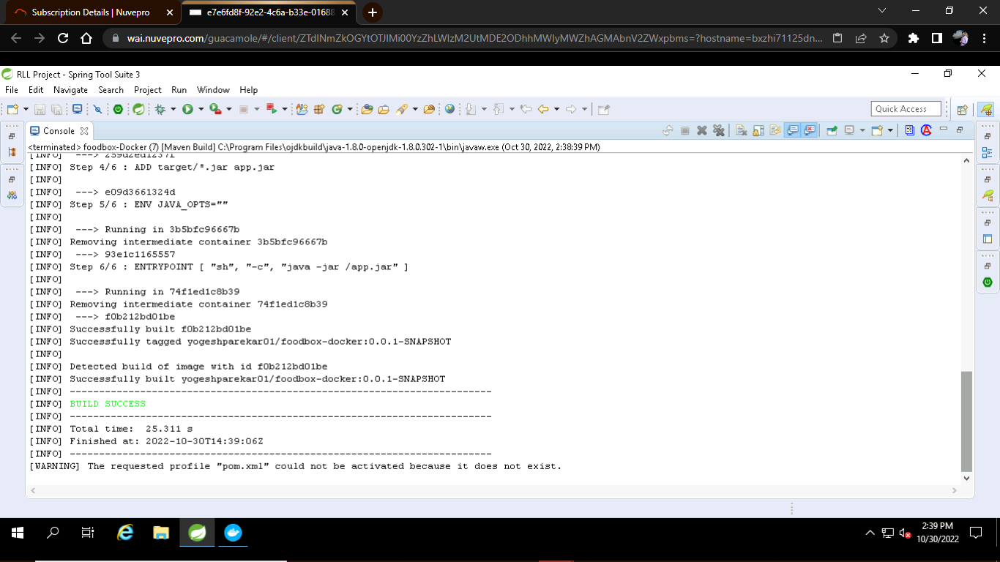 Subscription Details | Nuvepro
e7e6fd8f-92e2-4c6a-b33e-01688
wai.nuvepro.com/guacamole/#/client/ZTdlNmZkOGYtOTJlMi00YzZhLWIzM2UtMDE2ODhhMWIyMWZhAGMAbnV2ZWxpbms=?hostname=bxzhi71125dn...
RLL Project - Spring Tool Suite 3
File Edit Navigate Search Project Run Window Help
Quick Access
Console
<terminated> foodbox-Docker (7) [Maven Build] C:\Program Files\ojdkbuild\java-1.8.0-openjdk-1.8.0.302-1\bin\javaw.exe (Oct 30, 2022, 2:38:39 PM)
[INFO] ---> 259d2ed1237f
[INFO] Step 4/6 : ADD target/*.jar app.jar
[INFO]
[INFO] ---> e09d3661324d
[INFO] Step 5/6 : ENV JAVA_OPTS=""
[INFO]
[INFO] ---> Running in 3b5bfc96667b
[INFO] Removing intermediate container 3b5bfc96667b
[INFO] ---> 93e1c1165557
[INFO] Step 6/6 : ENTRYPOINT [ "sh", "-c", "java -jar /app.jar" ]
[INFO]
[INFO] ---> Running in 74f1ed1c8b39
[INFO] Removing intermediate container 74f1ed1c8b39
[INFO] ---> f0b212bd01be
[INFO] Successfully built f0b212bd01be
[INFO] Successfully tagged yogeshparekar01/foodbox-docker:0.0.1-SNAPSHOT
[INFO]
[INFO] Detected build of image with id f0b212bd01be
[INFO] Successfully built yogeshparekar01/foodbox-docker:0.0.1-SNAPSHOT
[INFO] ------------------------------------------------------------------------
[INFO] BUILD SUCCESS
[INFO] ------------------------------------------------------------------------
[INFO] Total time:  25.311 s
[INFO] Finished at: 2022-10-30T14:39:06Z
[INFO] ------------------------------------------------------------------------
[WARNING] The requested profile "pom.xml" could not be activated because it does not exist.
2:39 PM
10/30/2022